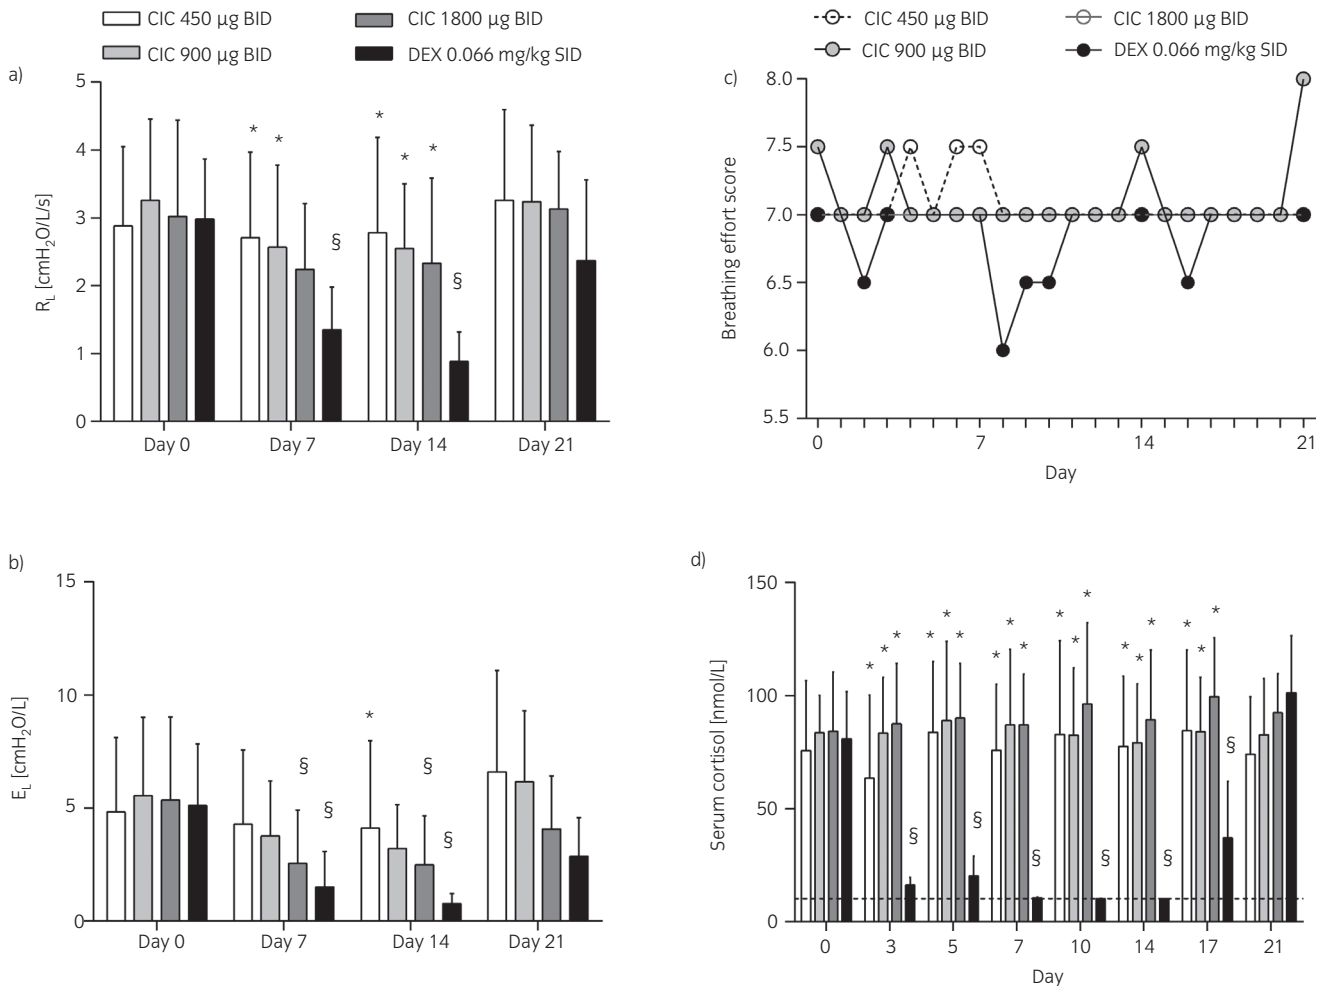 CIC 450 µg BID
CIC 1800 µg BID
CIC 900 µg BID
DEX 0.066 mg/kg SID
a)
5
4
3
2
1
0
R_L [cmH₂O/L/s]
* * § * * * §
Day 0 Day 7 Day 14 Day 21
CIC 450 µg BID
CIC 1800 µg BID
CIC 900 µg BID
DEX 0.066 mg/kg SID
c)
8.0
7.5
7.0
6.5
6.0
5.5
Breathing effort score
0 7 14 21
Day
b)
15
10
5
0
E_L [cmH₂O/L]
§ § * § §
Day 0 Day 7 Day 14 Day 21
d)
150
100
50
0
Serum cortisol [nmol/L]
* * * § * * * § * * * § * * * § * * * § * * * §
0 3 5 7 10 14 17 21
Day